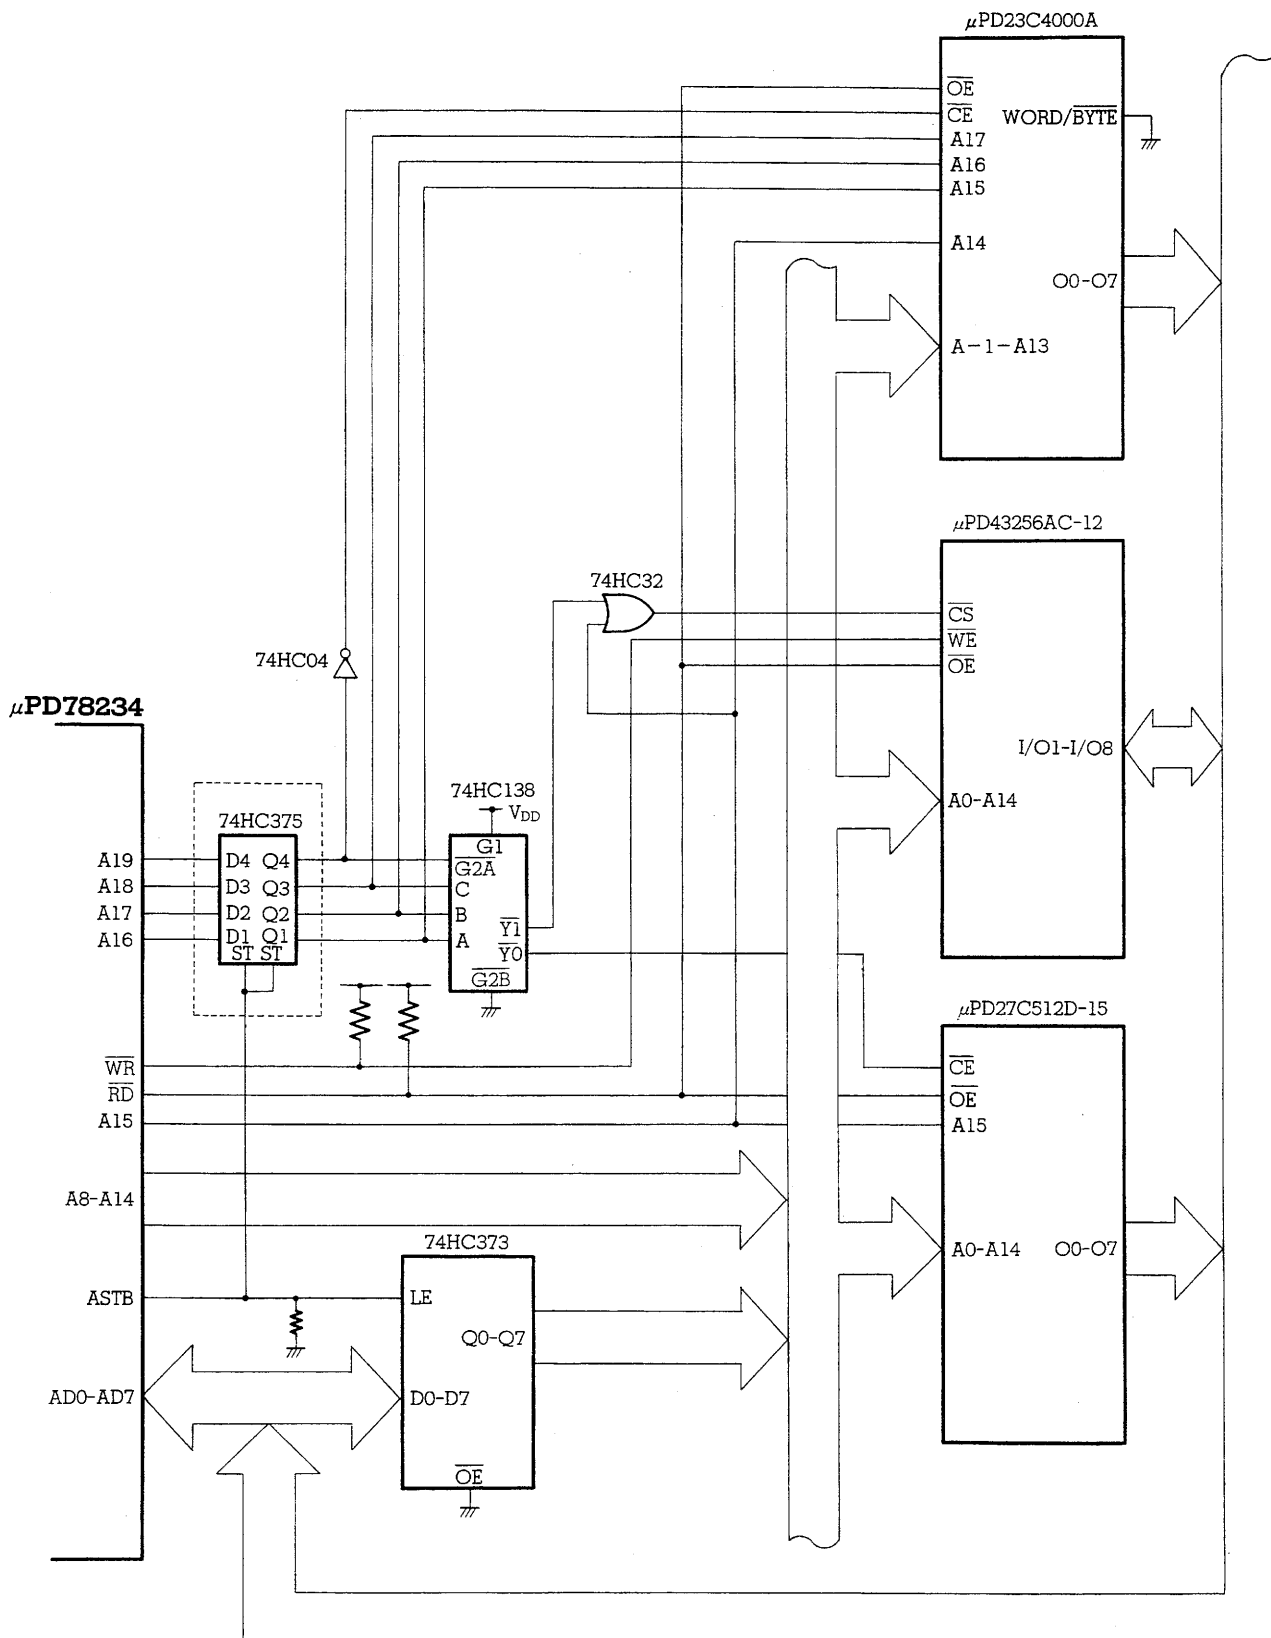 μPD23C4000A
OE
CE
A17
A16
A15
A14
A-1-A13
WORD/BYTE
O0-O7
μPD43256AC-12
CS
WE
OE
I/O1-I/O8
A0-A14
74HC32
74HC04
μPD78234
74HC375
D4 Q4
D3 Q3
D2 Q2
D1 Q1
ST ST
74HC138
VDD
G1
G2A
C
B
A
Y1
Y0
G2B
A19
A18
A17
A16
WR
RD
A15
A8-A14
ASTB
AD0-AD7
μPD27C512D-15
CE
OE
A15
A0-A14 O0-O7
74HC373
LE
Q0-Q7
D0-D7
OE